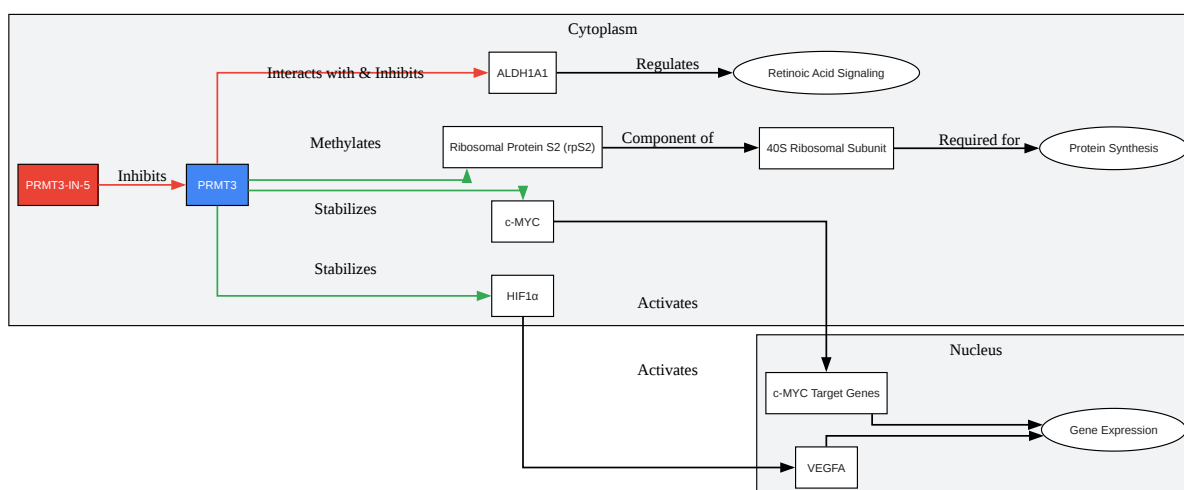 Cytoplasm
Interacts with & Inhibits
ALDH1A1
Regulates
Retinoic Acid Signaling
Methylates
Ribosomal Protein S2 (rpS2)
Component of
40S Ribosomal Subunit
Required for
Protein Synthesis
PRMT3-IN-5
Inhibits
PRMT3
Stabilizes
c-MYC
Stabilizes
HIF1α
Activates
Nucleus
Activates
c-MYC Target Genes
Gene Expression
VEGFA